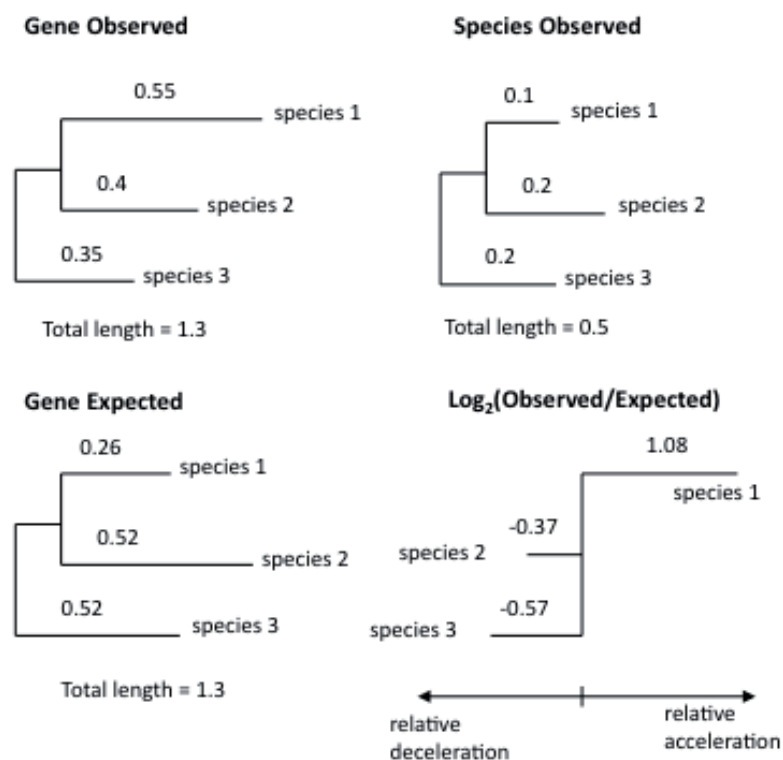 Gene Observed
0.55
species 1
0.4
species 2
0.35
species 3
Total length = 1.3
Species Observed
0.1
species 1
0.2
species 2
0.2
species 3
Total length = 0.5
Gene Expected
0.26
species 1
0.52
species 2
0.52
species 3
Total length = 1.3
Log₂(Observed/Expected)
1.08
species 1
-0.37
species 2
-0.57
species 3
relative
deceleration
relative
acceleration